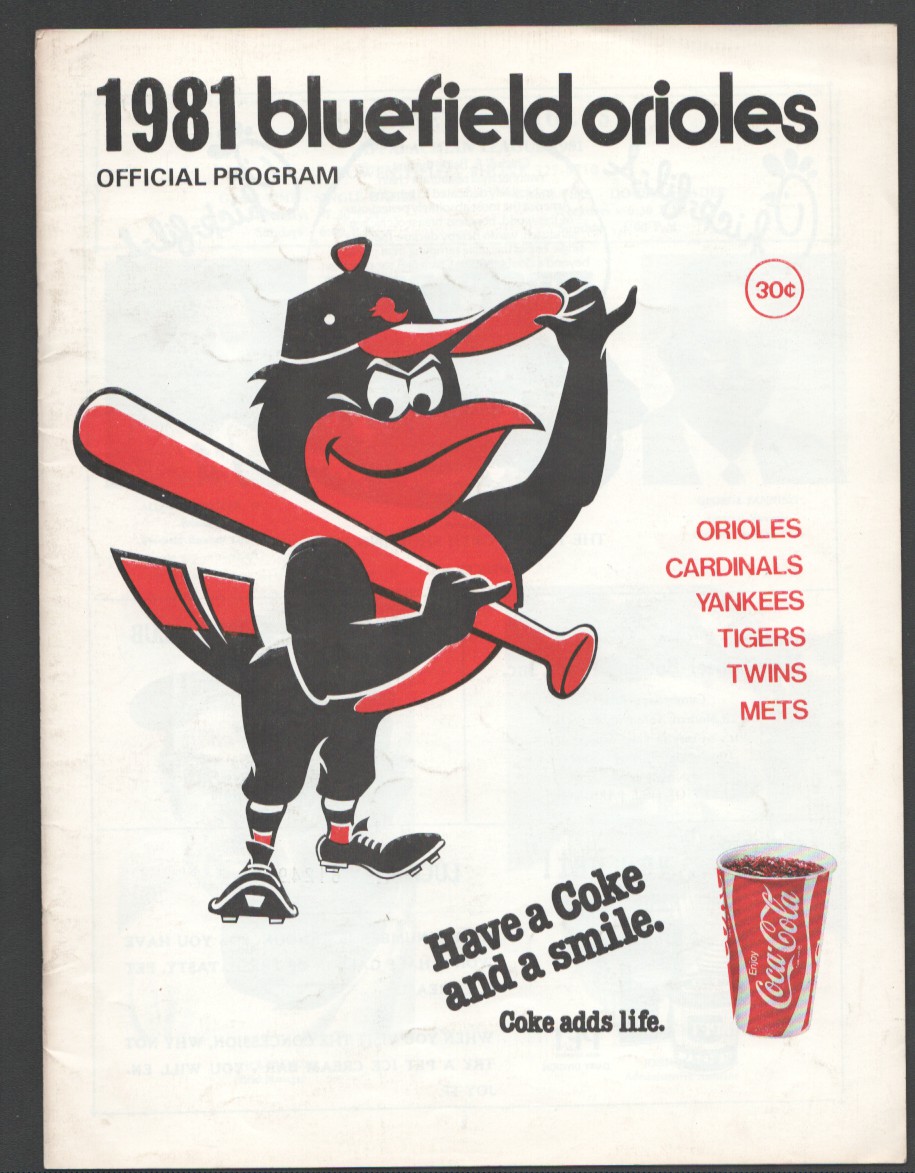 1981 bluefield orioles
OFFICIAL PROGRAM
30¢
ORIOLES
CARDINALS
YANKEES
TIGERS
TWINS
METS
Have a Coke
and a smile.
Coke adds life.
Enjoy
Coca-Cola